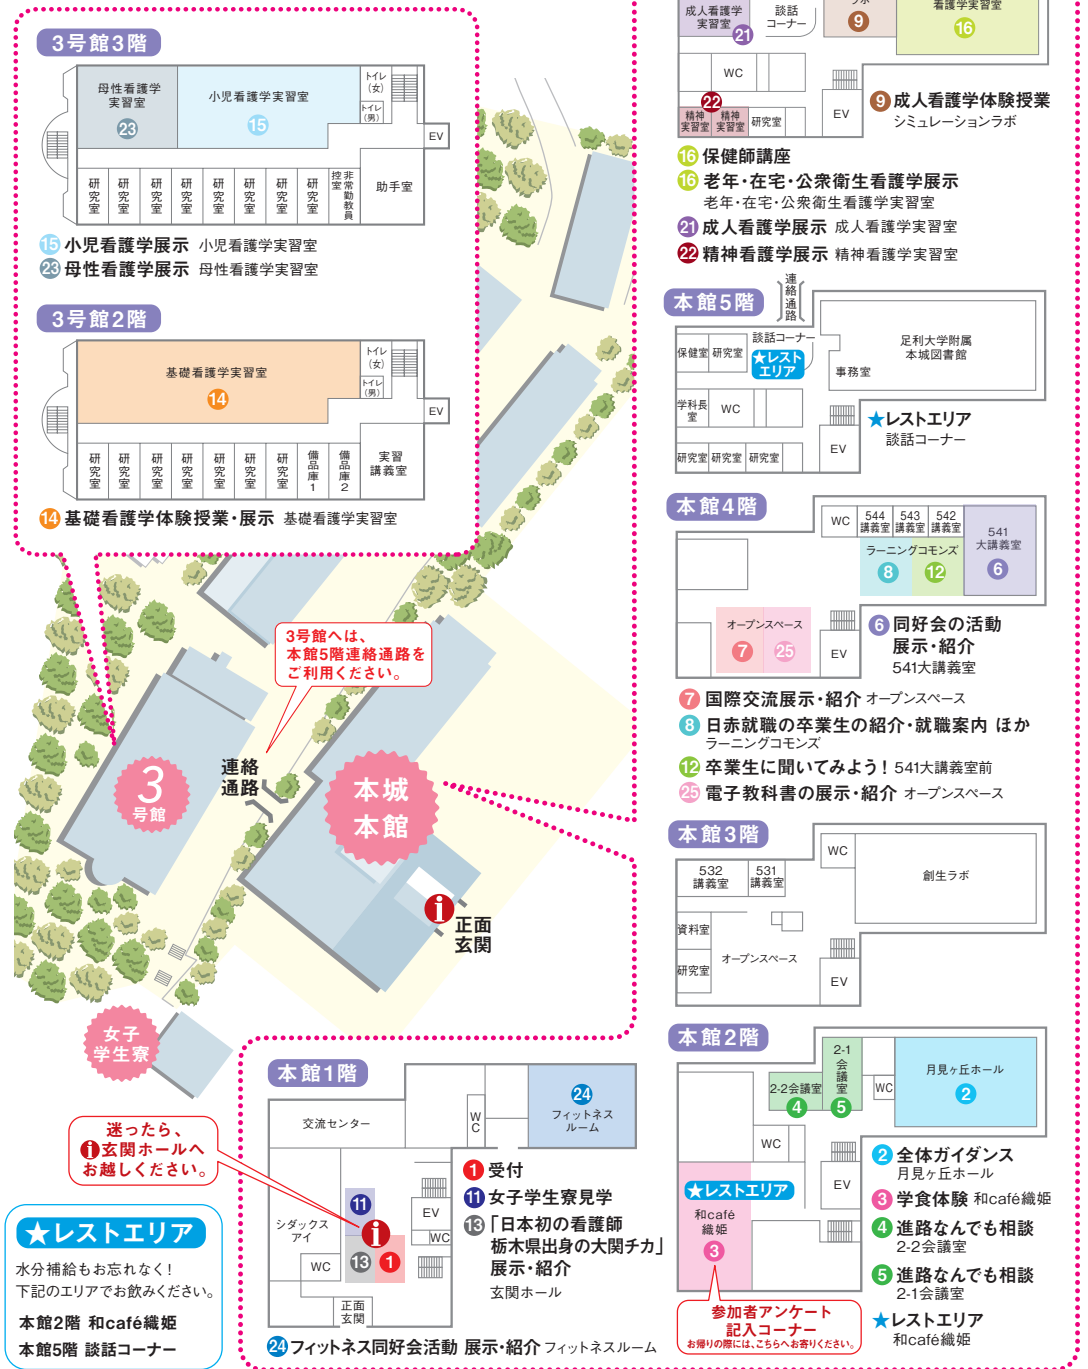 3号館3階
母性看護学
実習室
23
小児看護学実習室
15
トイレ
(女)
トイレ
(男)
EV
研究室
研究室
研究室
研究室
研究室
研究室
研究室
研究室
非常勤教員
控室
助手室
15 小児看護学展示 小児看護学実習室
23 母性看護学展示 母性看護学実習室
3号館2階
基礎看護学実習室
14
トイレ
(女)
トイレ
(男)
EV
研究室
研究室
研究室
研究室
研究室
研究室
研究室
備品庫1
備品庫2
実習
講義室
14 基礎看護学体験授業・展示 基礎看護学実習室
3号館へは、
本館5階連絡通路を
ご利用ください。
連絡
通路
3
号館
本城
本館
i 正面
玄関
女子
学生寮
迷ったら、
i玄関ホールへ
お越しください。
★レストエリア
水分補給もお忘れなく!
下記のエリアでお飲みください。
本館2階 和café織姫
本館5階 談話コーナー
本館1階
交流センター
WC
24
フィットネス
ルーム
シダックス
アイ
11
i
13
1
EV
WC
WC
正面
玄関
1 受付
11 女子学生寮見学
13 「日本初の看護師
栃木県出身の大関チカ」
展示・紹介
玄関ホール
24 フィットネス同好会活動 展示・紹介 フィットネスルーム
成人看護学
実習室
21
談話
コーナー
ラボ
9
看護学実習室
16
WC
22
精神
実習室
精神
実習室
研究室
EV
9 成人看護学体験授業
シミュレーションラボ
16 保健師講座
16 老年・在宅・公衆衛生看護学展示
老年・在宅・公衆衛生看護学実習室
21 成人看護学展示 成人看護学実習室
22 精神看護学展示 精神看護学実習室
本館5階
連絡通路
保健室
研究室
談話コーナー
★レスト
エリア
足利大学附属
本城図書館
事務室
学科長
室
WC
研究室
研究室
研究室
EV
★レストエリア
談話コーナー
本館4階
WC
544
講義室
543
講義室
542
講義室
541
大講義室
6
ラーニングコモンズ
8
12
オープンスペース
7
25
EV
6 同好会の活動
展示・紹介
541大講義室
7 国際交流展示・紹介 オープンスペース
8 日赤就職の卒業生の紹介・就職案内 ほか
ラーニングコモンズ
12 卒業生に聞いてみよう! 541大講義室前
25 電子教科書の展示・紹介 オープンスペース
本館3階
532
講義室
531
講義室
WC
創生ラボ
資料室
研究室
オープンスペース
EV
本館2階
2-2会議室
4
2-1
会議室
5
WC
月見ヶ丘ホール
2
WC
★レストエリア
和café
織姫
3
EV
参加者アンケート
記入コーナー
お帰りの際には、こちらへお寄りください。
2 全体ガイダンス
月見ヶ丘ホール
3 学食体験 和café織姫
4 進路なんでも相談
2-2会議室
5 進路なんでも相談
2-1会議室
★レストエリア
和café織姫